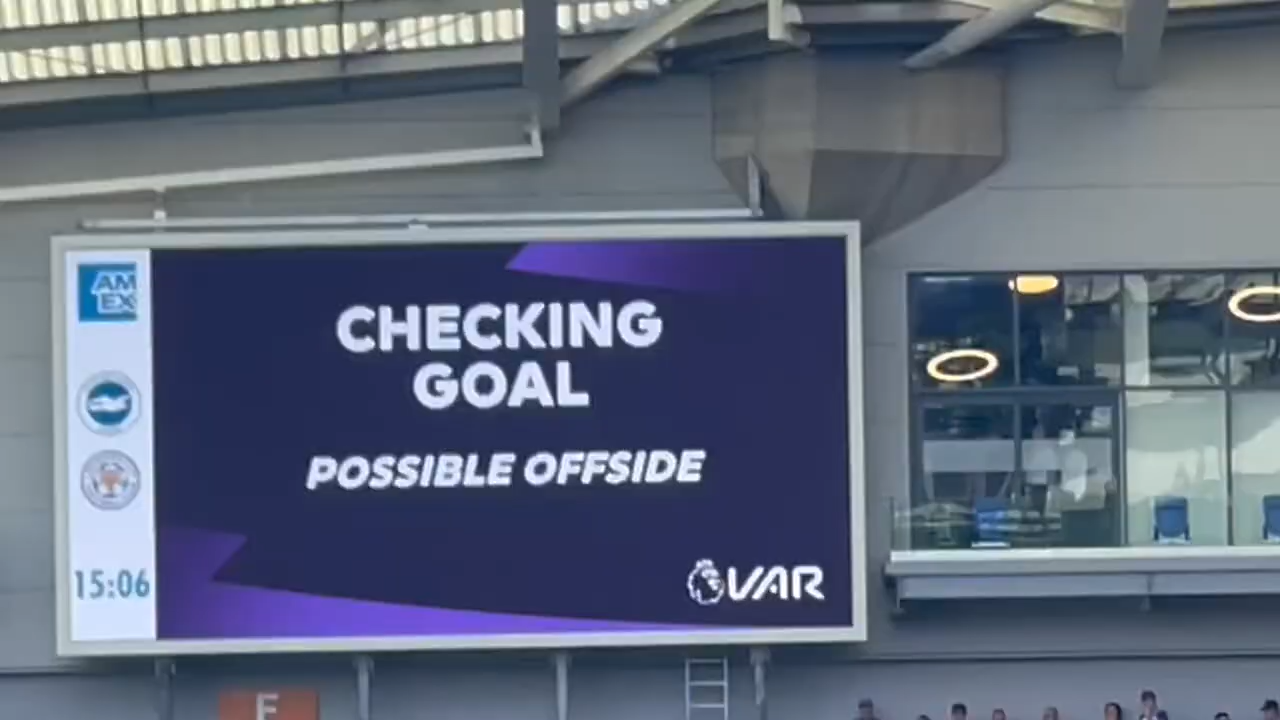 AM
EX
CHECKING
GOAL
POSSIBLE OFFSIDE
15:06
VAR
F